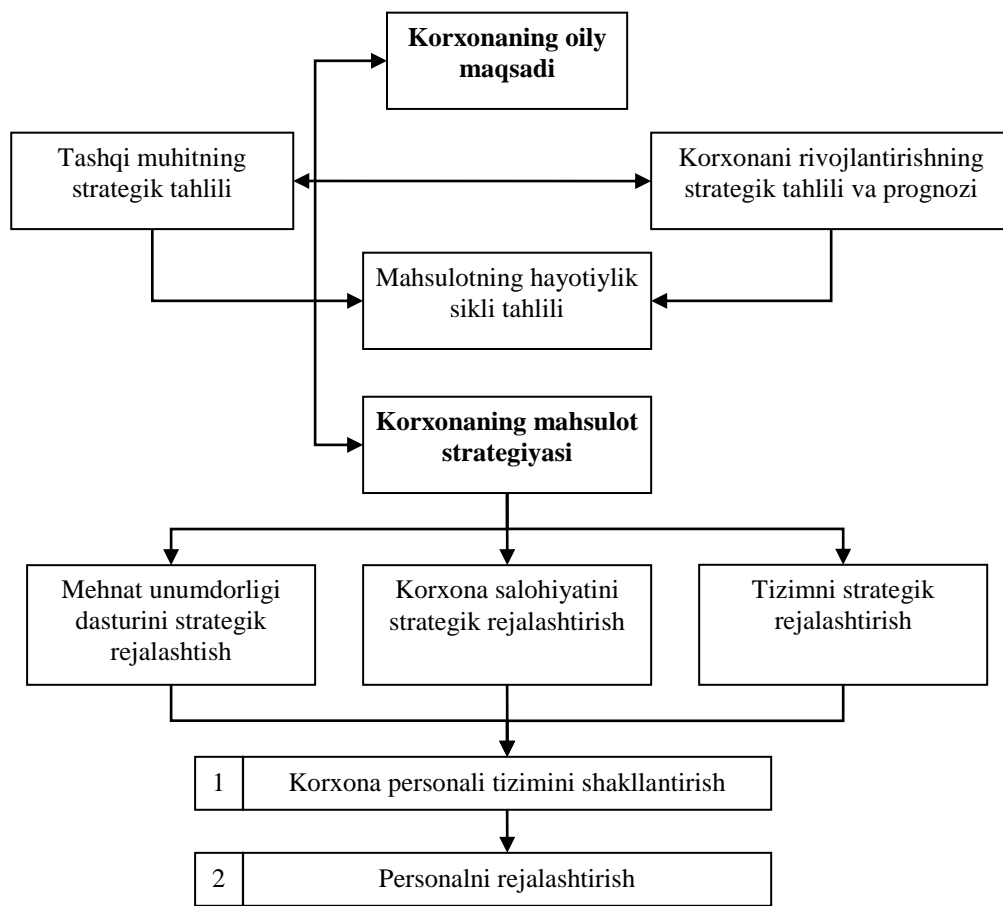 Korxonaning oily
maqsadi
Tashqi muhitning
strategik tahlili
Korxonani rivojlantirishning
strategik tahlili va prognozi
Mahsulotning hayotiylik
sikli tahlili
Korxonaning mahsulot
strategiyasi
Mehnat unumdorligi
dasturini strategik
rejalashtish
Korxona salohiyatini
strategik rejalashtirish
Tizimni strategik
rejalashtirish
1 Korxona personali tizimini shakllantirish
2 Personalni rejalashtirish